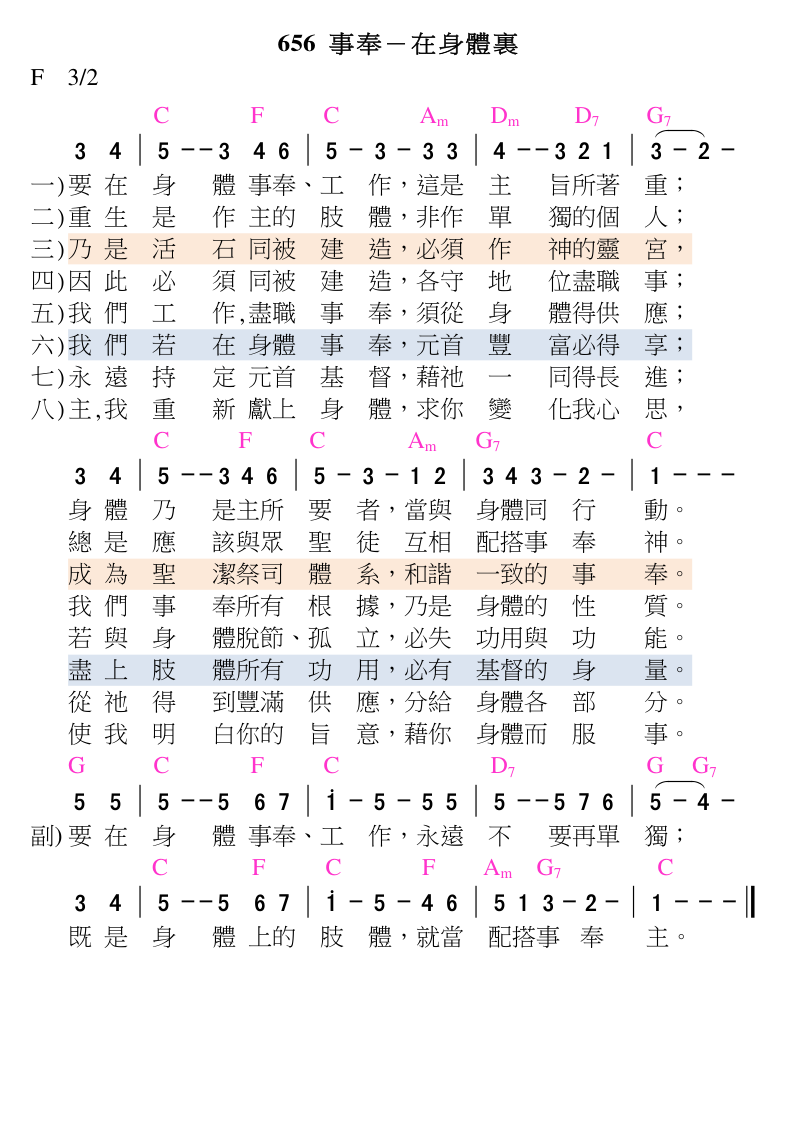 656 事奉－在身體裏
F 3/2
C F C Am Dm D7 G7
3 4 | 5 - - 3 4 6 | 5 - 3 - 3 3 | 4 - - 3 2 1 | 3 - 2 -
一)要在身體事奉、工作，這是主旨所著重；
二)重生是作主的肢體，非作單獨的個人；
三)乃是活石同被建造，必須作神的靈宮，
四)因此必須同被建造，各守地位盡職事；
五)我們工作,盡職事奉，須從身體得供應；
六)我們若在身體事奉，元首豐富必得享；
七)永遠持定元首基督，藉祂一同得長進；
八)主,我重新獻上身體，求你變化我心思，
C F C Am G7 C
3 4 | 5 - - 3 4 6 | 5 - 3 - 1 2 | 3 4 3 - 2 - | 1 - - -
身體乃是主所要者，當與身體同行動。
總是應該與眾聖徒互相配搭事奉神。
成為聖潔祭司體系，和諧一致的事奉。
我們事奉所有根據，乃是身體的性質。
若與身體脫節、孤立，必失功用與功能。
盡上肢體所有功用，必有基督的身量。
從祂得到豐滿供應，分給身體各部分。
使我明白你的旨意，藉你身體而服事。
G C F C D7 G G7
5 5 | 5 - - 5 6 7 | i - 5 - 5 5 | 5 - - 5 7 6 | 5 - 4 -
副)要在身體事奉、工作，永遠不要再單獨；
C F C F Am G7 C
3 4 | 5 - - 5 6 7 | i - 5 - 4 6 | 5 1 3 - 2 - | 1 - - - ‖
既是身體上的肢體，就當配搭事奉主。